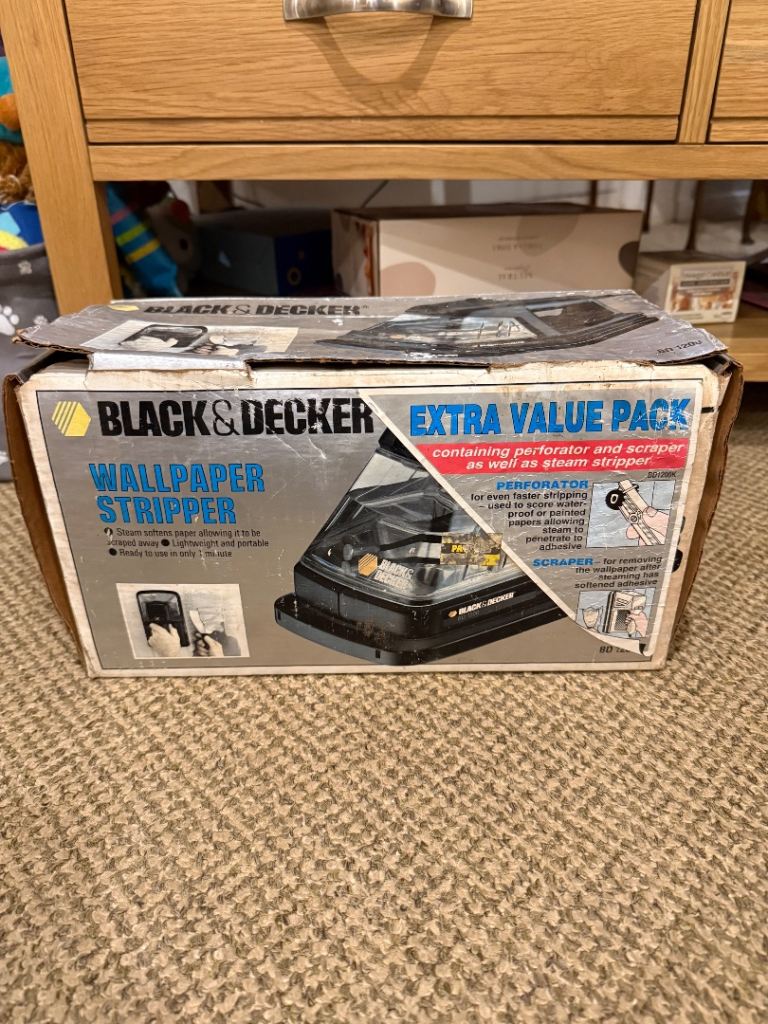 BLACK & DECKER®
BD 1200
BLACK & DECKER
WALLPAPER
STRIPPER
Steam softens paper allowing it to be
scraped away ● Lightweight and portable
● Ready to use in only 1 minute
EXTRA VALUE PACK
containing perforator and scraper
as well as steam stripper
BD1200K
PERFORATOR
for even faster stripping
– used to score water-
proof or painted
papers allowing
steam to
penetrate to
adhesive
SCRAPER – for removing
the wallpaper after
steaming has
softened adhesive
BLACK&
DECKER
BLACK & DECKER